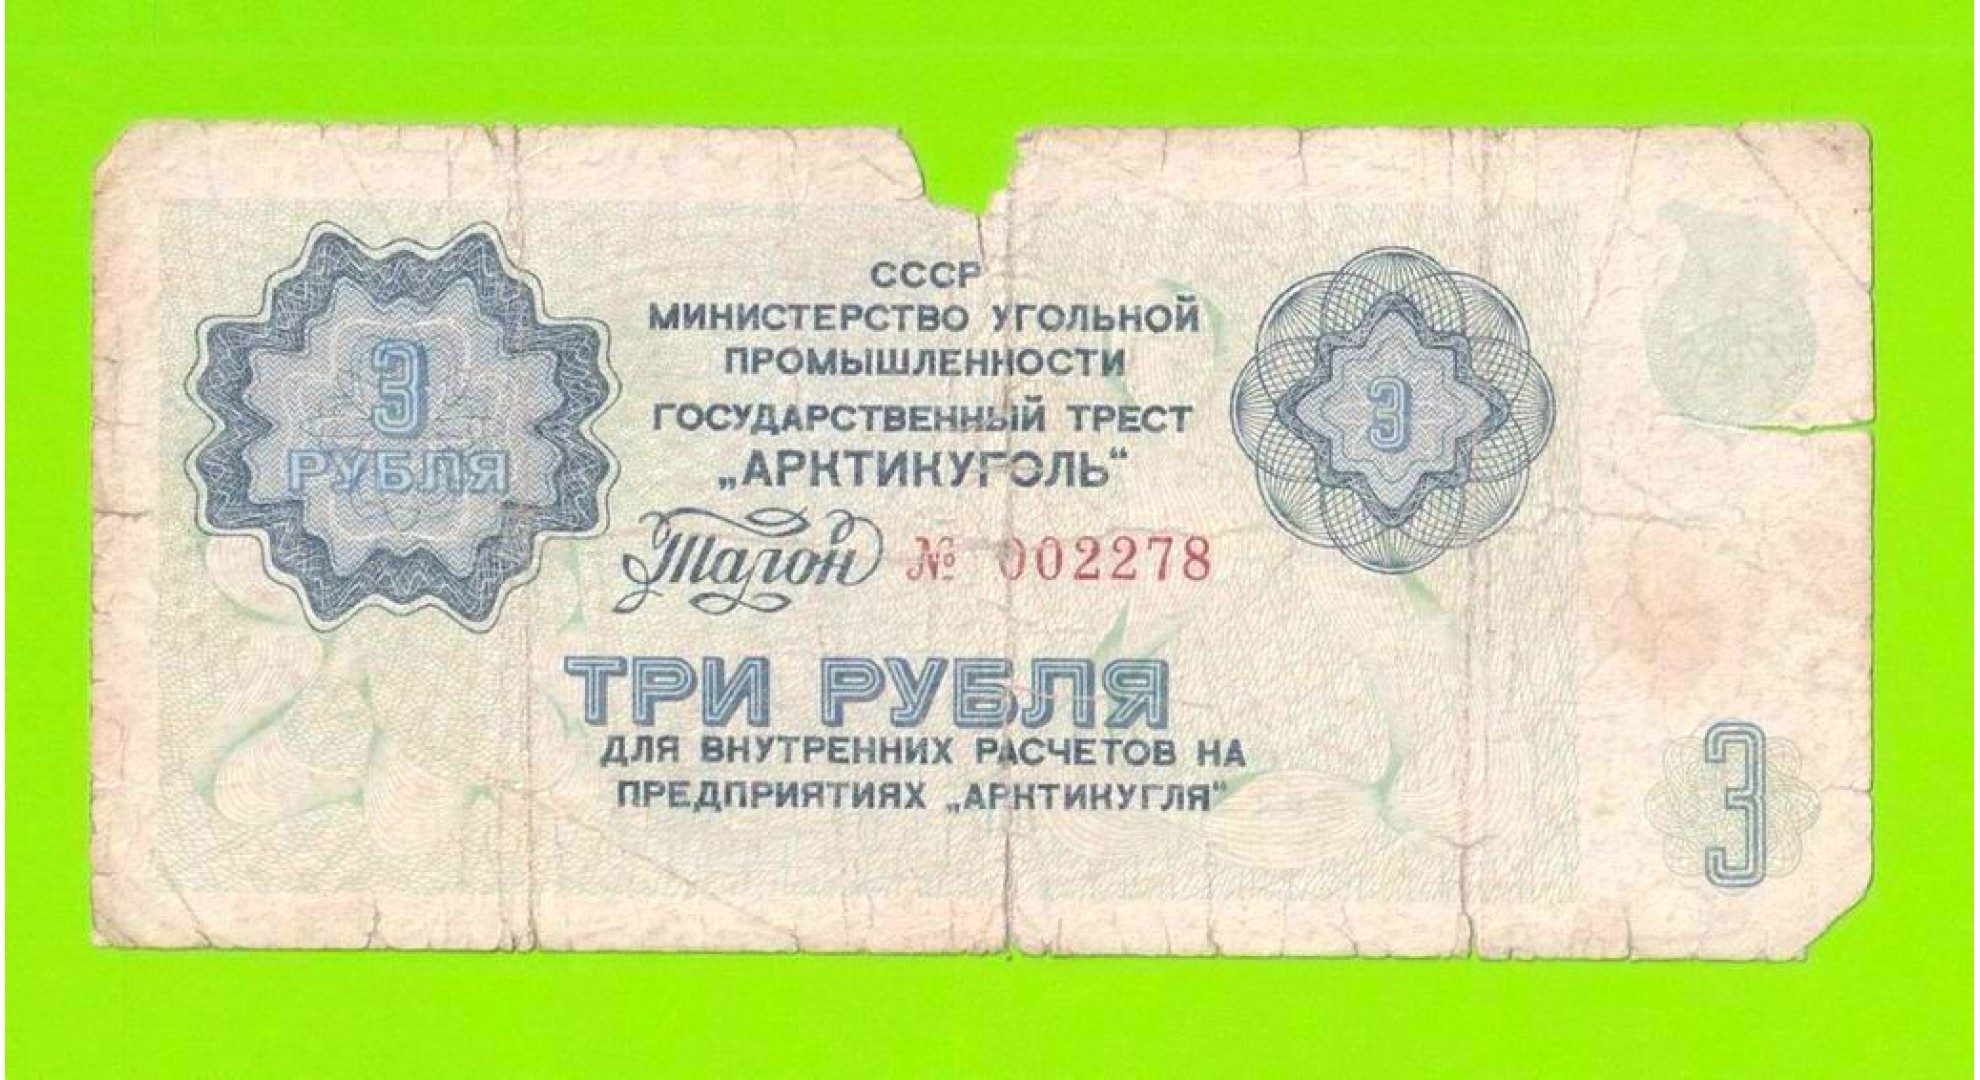 СССР
МИНИСТЕРСТВО УГОЛЬНОЙ
ПРОМЫШЛЕННОСТИ
ГОСУДАРСТВЕННЫЙ ТРЕСТ
„АРКТИКУГОЛЬ“
3
РУБЛЯ
3
Талон № 002278
ТРИ РУБЛЯ
ДЛЯ ВНУТРЕННИХ РАСЧЕТОВ НА
ПРЕДПРИЯТИЯХ „АРКТИКУГЛЯ“
3